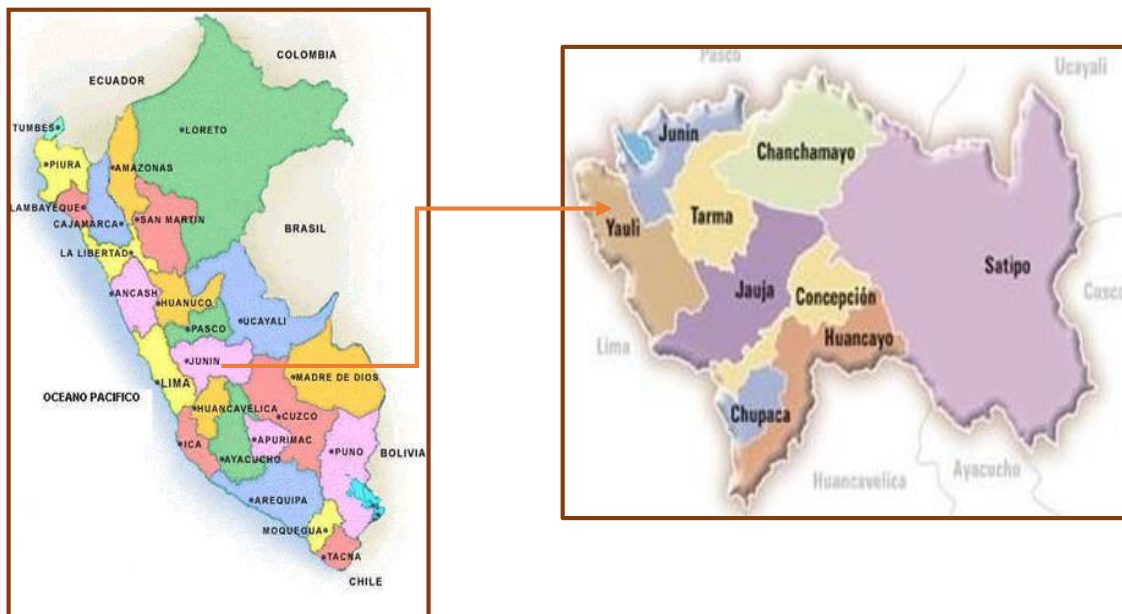 COLOMBIA
ECUADOR
TUMBES
LORETO
PIURA
AMAZONAS
LAMBAYEQUE
CAJAMARCA
SAN MARTIN
BRASIL
LA LIBERTAD
ANCASH
HUANUCO
UCAYALI
PASCO
JUNIN
LIMA
MADRE DE DIOS
OCEANO PACIFICO
HUANCAVELICA
CUZCO
ICA
APURIMAC
PUNO
BOLIVIA
AYACUCHO
AREQUIPA
MOQUEGUA
TACNA
CHILE
Pasco
Ucayali
Junin
Chanchamayo
Tarma
Yauli
Satipo
Jauja
Concepción
Cusco
Huancayo
Lima
Chupaca
Ayacucho
Huancavelica